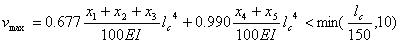 v_max = 0.677 (x_1 + x_2 + x_3)/(100EI) l_c^4 + 0.990 (x_4 + x_5)/(100EI) l_c^4 < min( l_c/150 ,10)